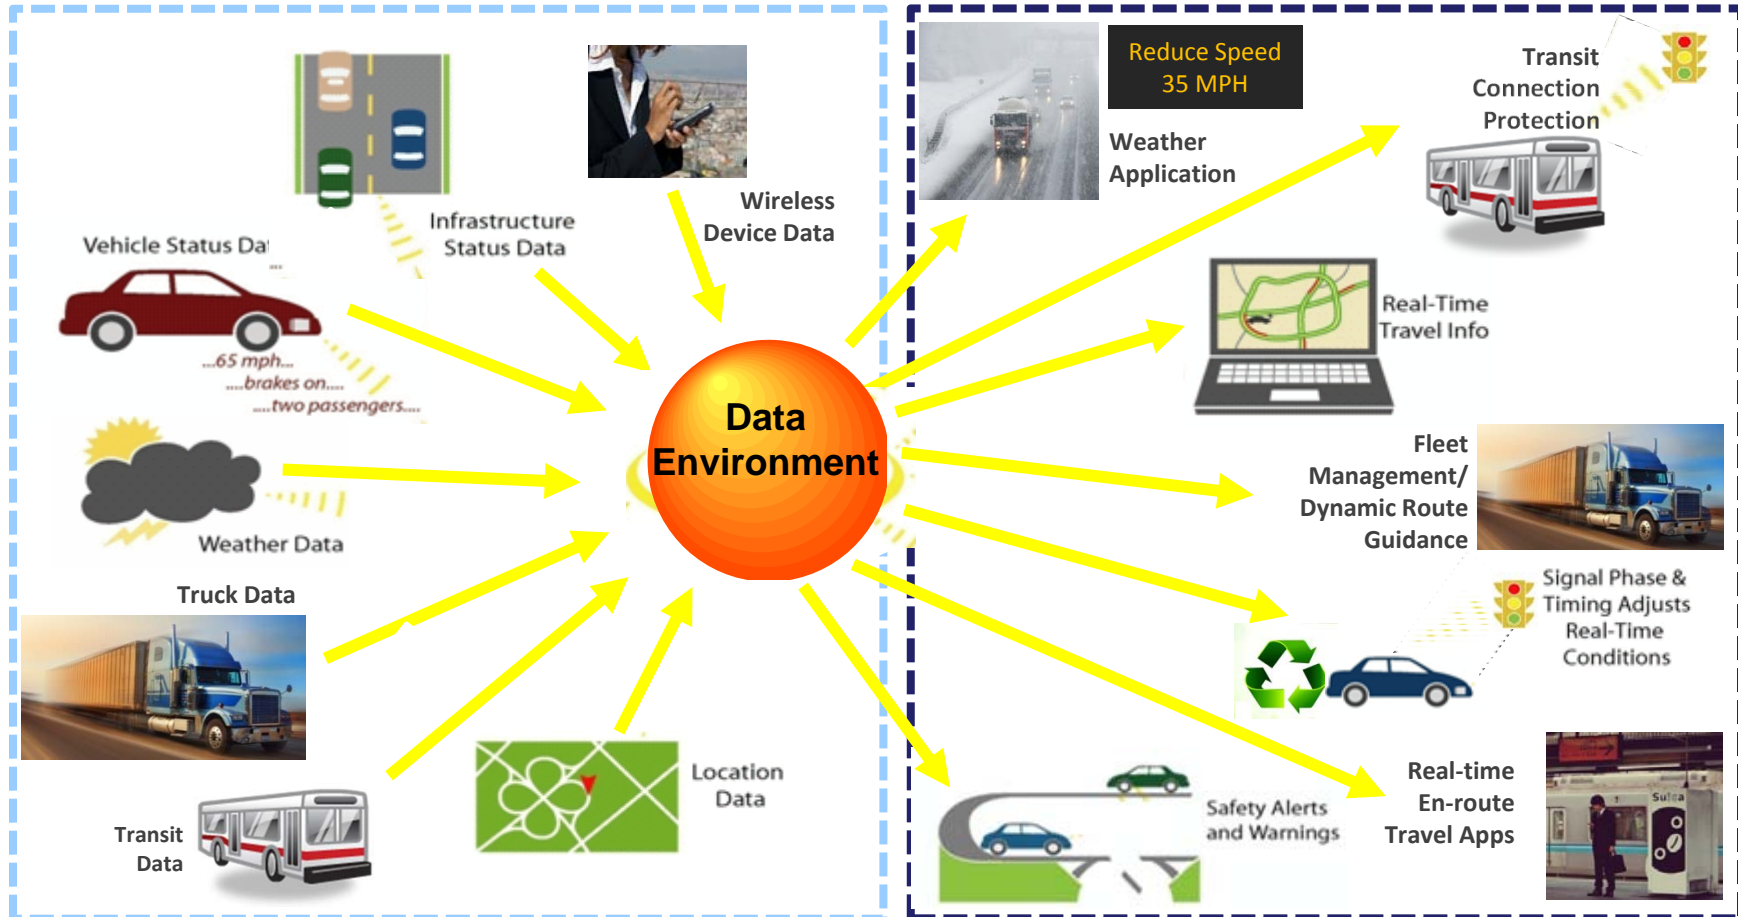 Infrastructure
Status Data
Wireless
Device Data
Vehicle Status Dat
...
...65 mph...
....brakes on....
....two passengers....
Weather Data
Truck Data
Transit
Data
Location
Data
Data
Environment
Reduce Speed
35 MPH
Weather
Application
Transit
Connection
Protection
Real-Time
Travel Info
Fleet
Management/
Dynamic Route
Guidance
Signal Phase &
Timing Adjusts
Real-Time
Conditions
Safety Alerts
and Warnings
Real-time
En-route
Travel Apps